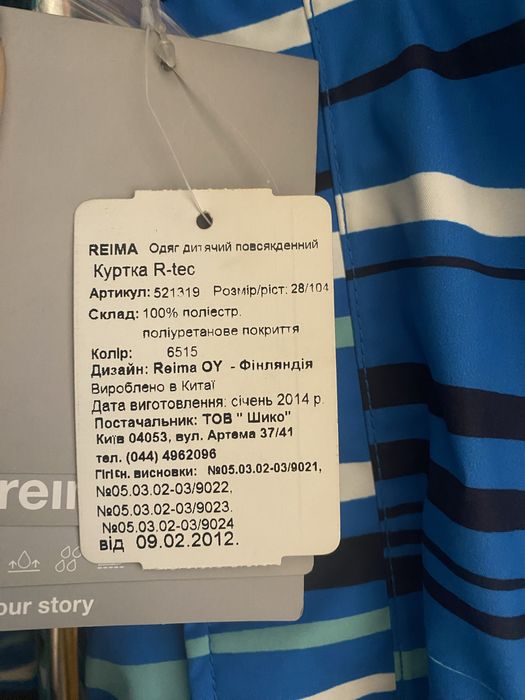 REIMA Одяг дитячий повсякденний
Куртка R-tec
Артикул: 521319 Розмір/ріст: 28/104
Склад: 100% поліестр.
поліуретанове покриття
Колір: 6515
Дизайн: Reima OY - Фінляндія
Вироблено в Китаї
Дата виготовлення: січень 2014 р.
Постачальник: ТОВ " Шико"
Київ 04053, вул. Артема 37/41
тел. (044) 4962096
Гігієн. висновки: №05.03.02-03/9021,
№05.03.02-03/9022,
№05.03.02-03/9023.
№05.03.02-03/9024
від 09.02.2012.
rei
our story